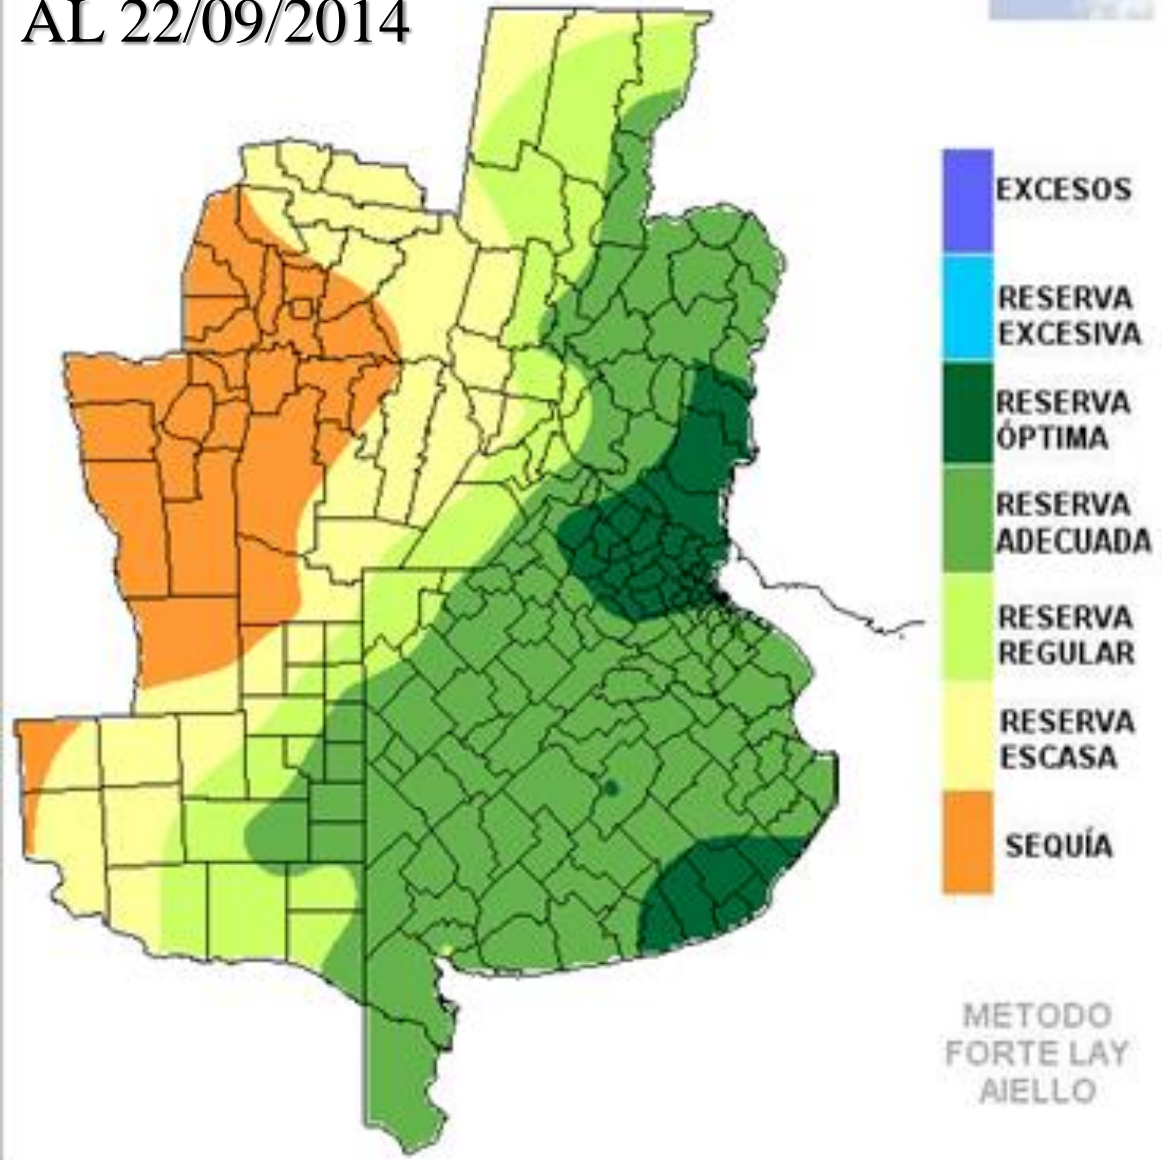 AL 22/09/2014
EXCESOS
RESERVA
EXCESIVA
RESERVA
ÓPTIMA
RESERVA
ADECUADA
RESERVA
REGULAR
RESERVA
ESCASA
SEQUÍA
METODO
FORTE LAY
AIELLO